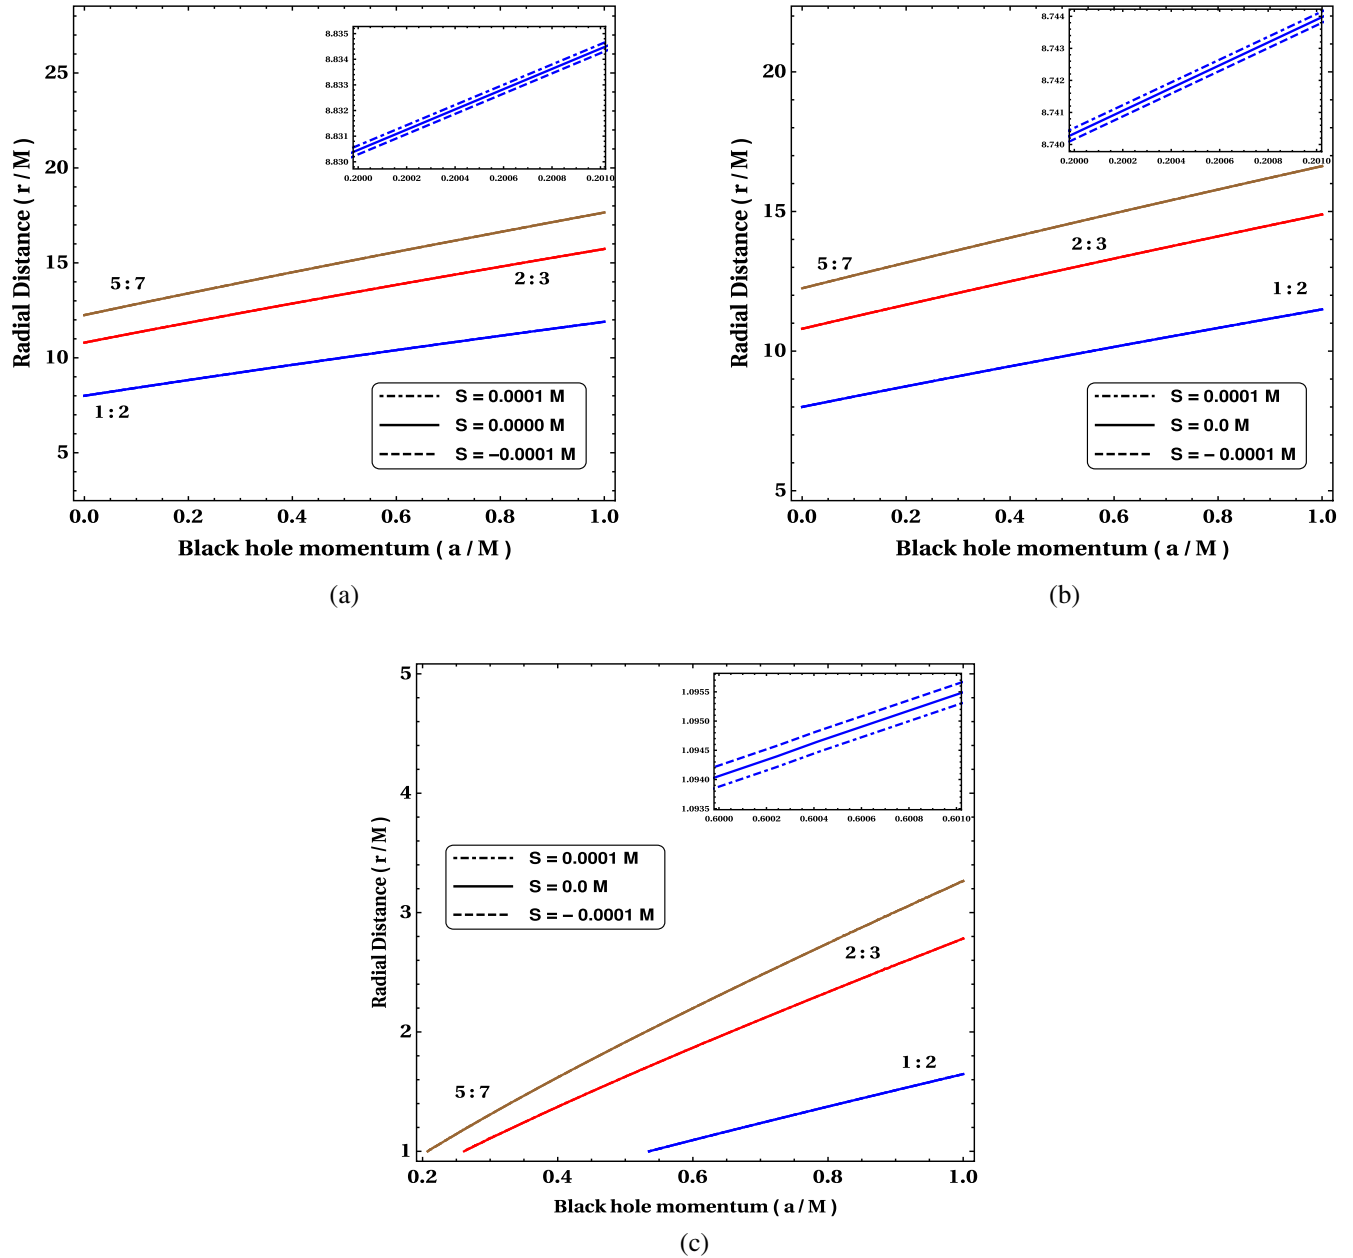 Radial Distance ( r / M )
25
20
15
10
5
8.835
8.834
8.833
8.832
8.831
8.830
0.2000 0.2002 0.2004 0.2006 0.2008 0.2010
5 : 7
2 : 3
1 : 2
S = 0.0001 M
S = 0.0000 M
S = −0.0001 M
0.0 0.2 0.4 0.6 0.8 1.0
Black hole momentum ( a / M )
(a)
Radial Distance ( r / M )
20
15
10
5
8.744
8.743
8.742
8.741
8.740
0.2000 0.2002 0.2004 0.2006 0.2008 0.2010
5 : 7
2 : 3
1 : 2
S = 0.0001 M
S = 0.0 M
S = − 0.0001 M
0.0 0.2 0.4 0.6 0.8 1.0
Black hole momentum ( a / M )
(b)
Radial Distance ( r / M )
5
4
3
2
1
1.0955
1.0950
1.0945
1.0940
1.0935
0.6000 0.6002 0.6004 0.6006 0.6008 0.6010
S = 0.0001 M
S = 0.0 M
S = − 0.0001 M
2 : 3
1 : 2
5 : 7
0.2 0.4 0.6 0.8 1.0
Black hole momentum ( a / M )
(c)